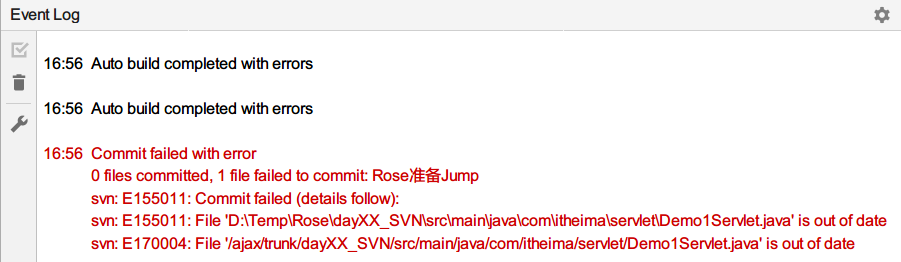 Event Log
16:56 Auto build completed with errors
16:56 Auto build completed with errors
16:56 Commit failed with error
0 files committed, 1 file failed to commit: Rose准备Jump
svn: E155011: Commit failed (details follow):
svn: E155011: File 'D:\Temp\Rose\dayXX_SVN\src\main\java\com\itheima\servlet\Demo1Servlet.java' is out of date
svn: E170004: File '/ajax/trunk/dayXX_SVN/src/main/java/com/itheima/servlet/Demo1Servlet.java' is out of date